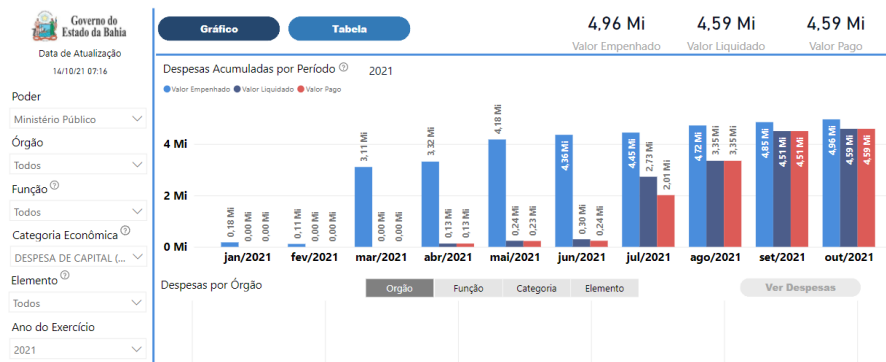 Governo do
Estado da Bahia
Data de Atualização
14/10/21 07:16
Poder
Ministério Público
Órgão
Todos
Função ?
Todos
Categoria Econômica ?
DESPESA DE CAPITAL (...
Elemento ?
Todos
Ano do Exercício
2021
Gráfico
Tabela
4,96 Mi
Valor Empenhado
4,59 Mi
Valor Liquidado
4,59 Mi
Valor Pago
Despesas Acumuladas por Período ? 2021
Valor Empenhado Valor Liquidado Valor Pago
4 Mi
2 Mi
0 Mi
0,18 Mi 0,00 Mi 0,00 Mi
0,11 Mi 0,00 Mi 0,00 Mi
3,11 Mi 0,00 Mi 0,00 Mi
3,32 Mi 0,13 Mi 0,13 Mi
4,18 Mi 0,24 Mi 0,23 Mi
4,36 Mi 0,30 Mi 0,24 Mi
4,45 Mi 2,73 Mi 2,01 Mi
4,72 Mi 3,35 Mi 3,35 Mi
4,85 Mi 4,51 Mi 4,51 Mi
4,96 Mi 4,59 Mi 4,59 Mi
jan/2021 fev/2021 mar/2021 abr/2021 mai/2021 jun/2021 jul/2021 ago/2021 set/2021 out/2021
Despesas por Órgão
Orgão Função Categoria Elemento
Ver Despesas